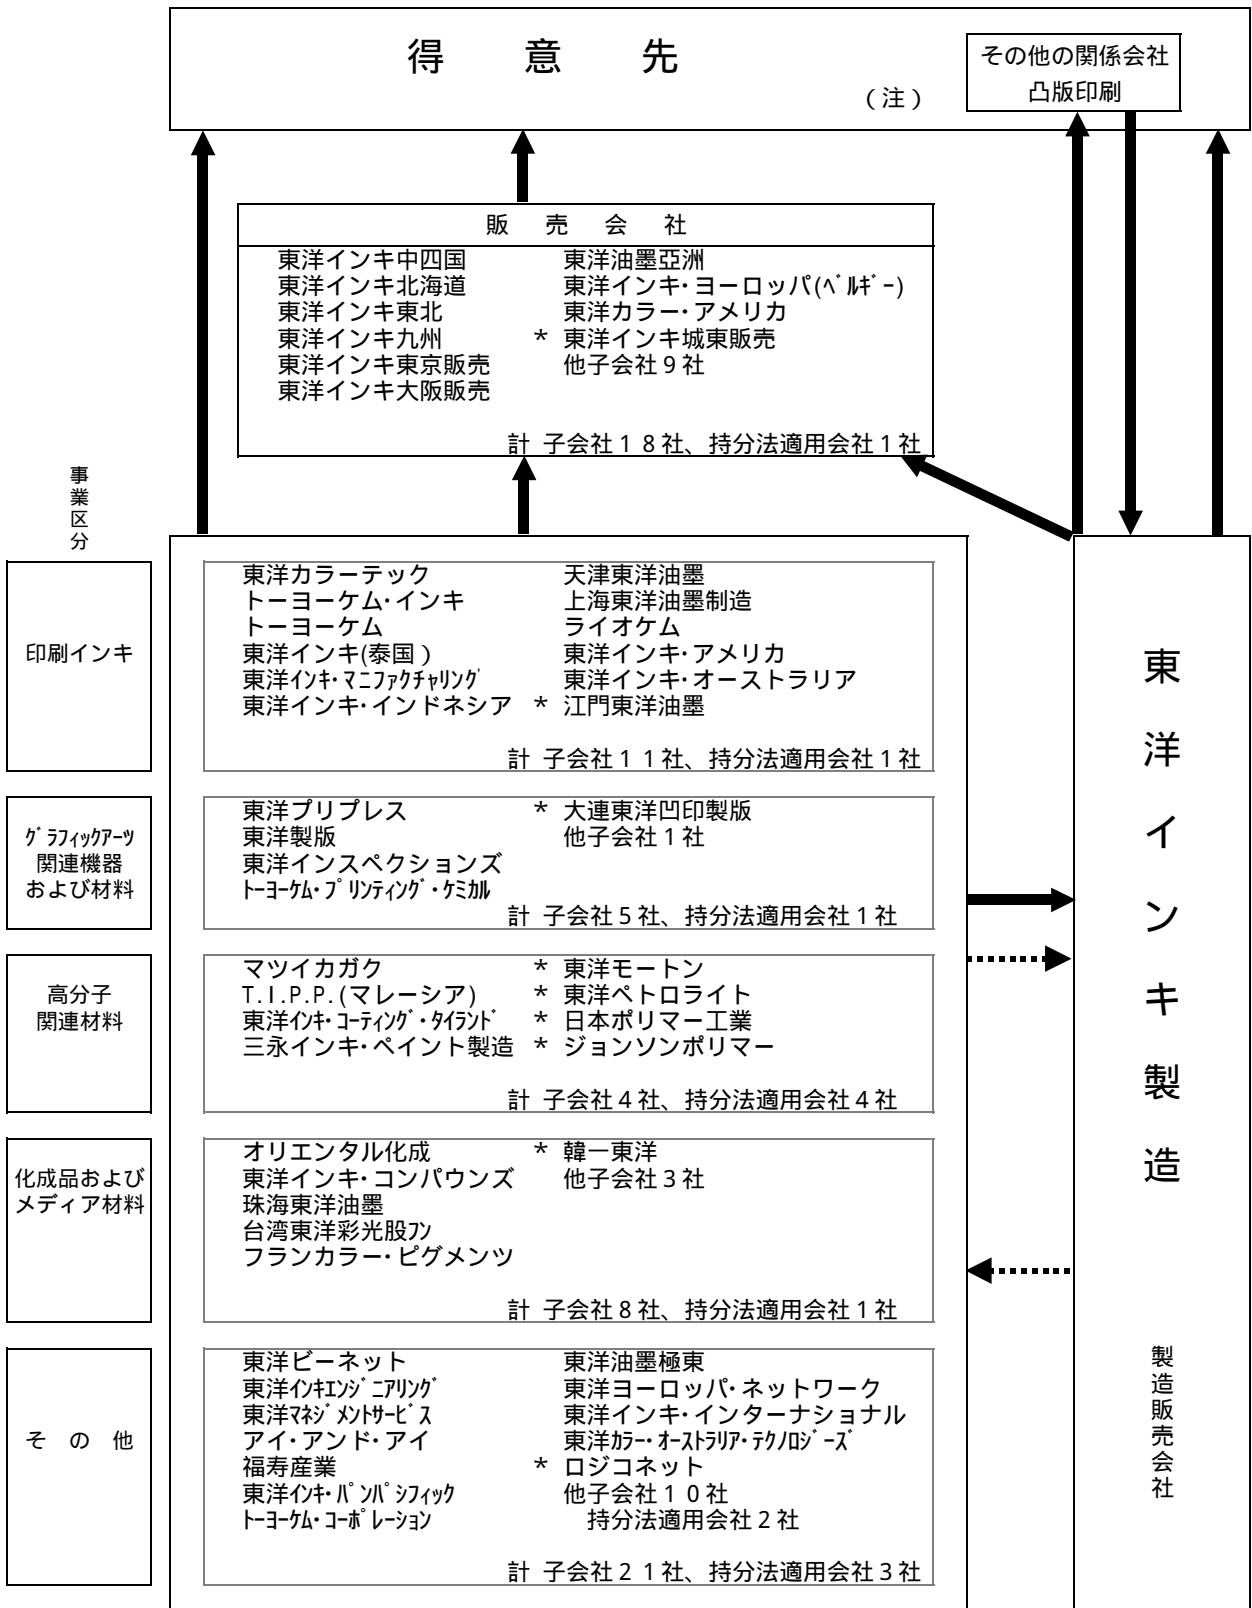 得意先
(注)
その他の関係会社
凸版印刷
販売会社
東洋インキ中四国
東洋インキ北海道
東洋インキ東北
東洋インキ九州
東洋インキ東京販売
東洋インキ大阪販売
東洋油墨亞洲
東洋インキ・ヨーロッパ(ﾍﾞﾙｷﾞｰ)
東洋カラー・アメリカ
* 東洋インキ城東販売
他子会社9社
計 子会社18社、持分法適用会社1社
事業区分
印刷インキ
東洋カラーテック
トーヨーケム・インキ
トーヨーケム
東洋インキ(泰国)
東洋ｲﾝｷ・ﾏﾆﾌｧｸﾁｬﾘﾝｸﾞ
東洋インキ・インドネシア
天津東洋油墨
上海東洋油墨制造
ライオケム
東洋インキ・アメリカ
東洋インキ・オーストラリア
* 江門東洋油墨
計 子会社11社、持分法適用会社1社
ｸﾞﾗﾌｨｯｸｱｰﾂ
関連機器
および材料
東洋プリプレス
東洋製版
東洋インスペクションズ
ﾄｰﾖｰｹﾑ・ﾌﾟﾘﾝﾃｨﾝｸﾞ・ｹﾐｶﾙ
* 大連東洋凹印製版
他子会社1社
計 子会社5社、持分法適用会社1社
高分子
関連材料
マツイカガク
T.I.P.P.(マレーシア)
東洋ｲﾝｷ・ｺｰﾃｨﾝｸﾞ・ﾀｲﾗﾝﾄﾞ
三永インキ・ペイント製造
* 東洋モートン
* 東洋ペトロライト
* 日本ポリマー工業
* ジョンソンポリマー
計 子会社4社、持分法適用会社4社
化成品および
メディア材料
オリエンタル化成
東洋インキ・コンパウンズ
珠海東洋油墨
台湾東洋彩光股ﾌﾝ
フランカラー・ピグメンツ
* 韓一東洋
他子会社3社
計 子会社8社、持分法適用会社1社
その他
東洋ビーネット
東洋ｲﾝｷｴﾝｼﾞﾆｱﾘﾝｸﾞ
東洋ﾏﾈｼﾞﾒﾝﾄｻｰﾋﾞｽ
アイ・アンド・アイ
福寿産業
東洋ｲﾝｷ・ﾊﾟﾝﾊﾟｼﾌｨｯｸ
ﾄｰﾖｰｹﾑ・ｺｰﾎﾟﾚｰｼｮﾝ
東洋油墨極東
東洋ヨーロッパ・ネットワーク
東洋インキ・インターナショナル
東洋ｶﾗｰ・ｵｰｽﾄﾗﾘｱ・ﾃｸﾉﾛｼﾞｰｽﾞ
* ロジコネット
他子会社10社
持分法適用会社2社
計 子会社21社、持分法適用会社3社
東洋インキ製造
製造販売会社